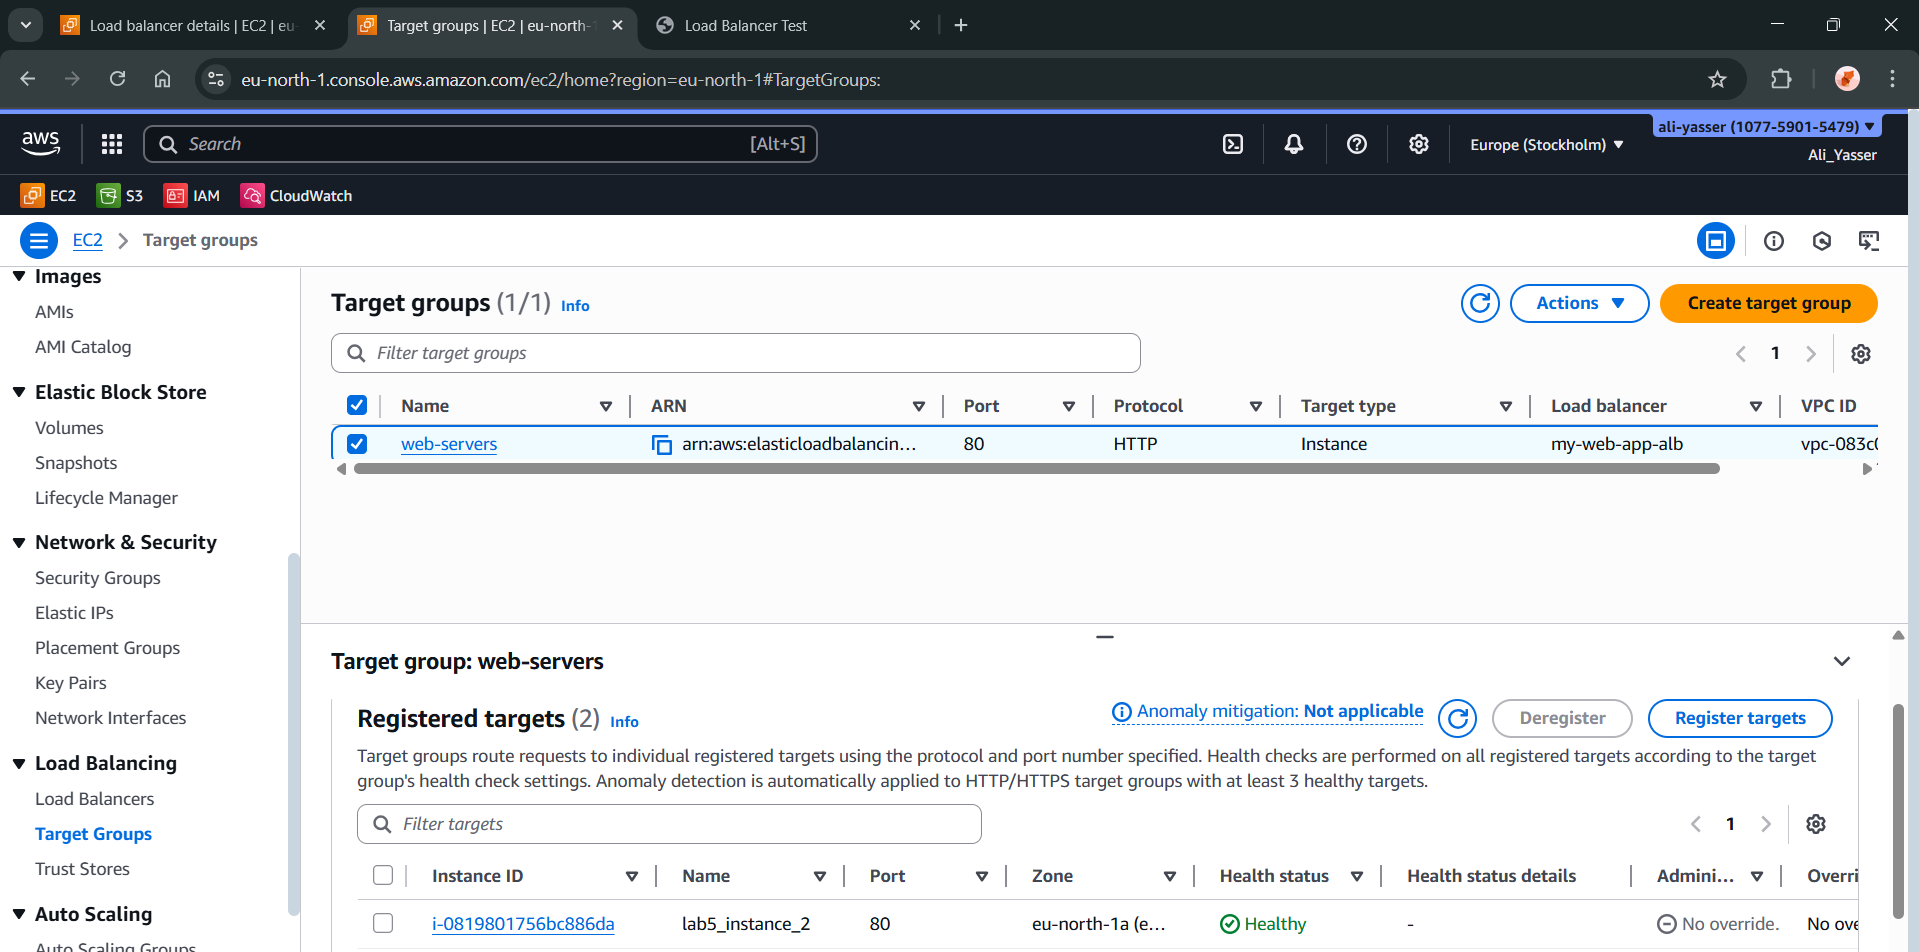 Load balancer details | EC2 | eu-
Target groups | EC2 | eu-north-1
Load Balancer Test
eu-north-1.console.aws.amazon.com/ec2/home?region=eu-north-1#TargetGroups:
aws
Search
[Alt+S]
Europe (Stockholm)
ali-yasser (1077-5901-5479)
Ali_Yasser
EC2
S3
IAM
CloudWatch
EC2
Target groups
Images
AMIs
AMI Catalog
Elastic Block Store
Volumes
Snapshots
Lifecycle Manager
Network & Security
Security Groups
Elastic IPs
Placement Groups
Key Pairs
Network Interfaces
Load Balancing
Load Balancers
Target Groups
Trust Stores
Auto Scaling
Auto Scaling Groups
Target groups (1/1) Info
Actions
Create target group
Filter target groups
1
Name ARN Port Protocol Target type Load balancer VPC ID
web-servers arn:aws:elasticloadbalancin... 80 HTTP Instance my-web-app-alb vpc-083c0
Target group: web-servers
Registered targets (2) Info
Anomaly mitigation: Not applicable
Deregister
Register targets
Target groups route requests to individual registered targets using the protocol and port number specified. Health checks are performed on all registered targets according to the target
group's health check settings. Anomaly detection is automatically applied to HTTP/HTTPS target groups with at least 3 healthy targets.
Filter targets
1
Instance ID Name Port Zone Health status Health status details Admini... Overri
i-0819801756bc886da lab5_instance_2 80 eu-north-1a (e... Healthy - No override. No ove